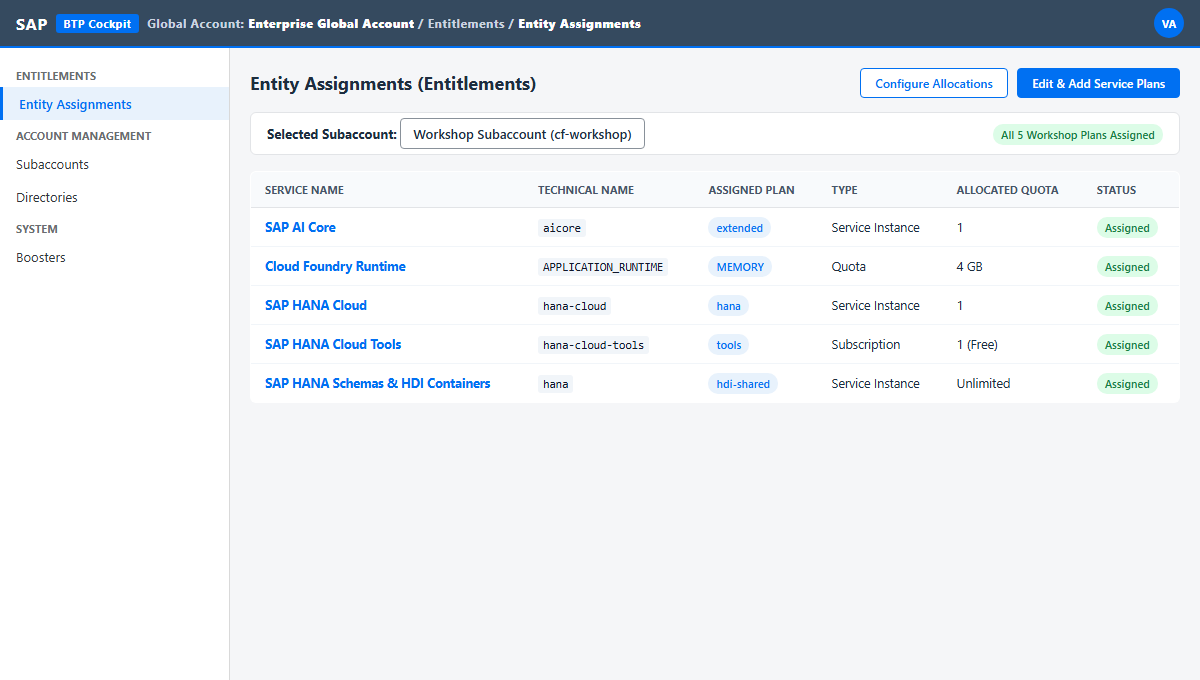 SAP BTP Cockpit Global Account: Enterprise Global Account / Entitlements / Entity Assignments VA
ENTITLEMENTS
Entity Assignments
ACCOUNT MANAGEMENT
Subaccounts
Directories
SYSTEM
Boosters
Entity Assignments (Entitlements) Configure Allocations Edit & Add Service Plans
Selected Subaccount: Workshop Subaccount (cf-workshop) All 5 Workshop Plans Assigned
SERVICE NAME TECHNICAL NAME ASSIGNED PLAN TYPE ALLOCATED QUOTA STATUS
SAP AI Core aicore extended Service Instance 1 Assigned
Cloud Foundry Runtime APPLICATION_RUNTIME MEMORY Quota 4 GB Assigned
SAP HANA Cloud hana-cloud hana Service Instance 1 Assigned
SAP HANA Cloud Tools hana-cloud-tools tools Subscription 1 (Free) Assigned
SAP HANA Schemas & HDI Containers hana hdi-shared Service Instance Unlimited Assigned